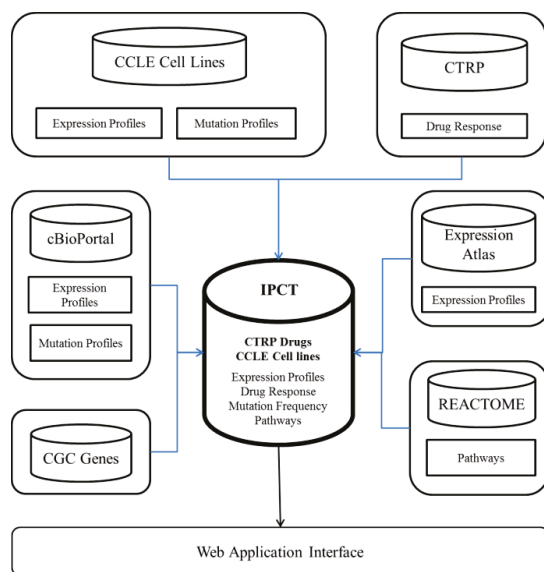 CCLE Cell Lines
Expression Profiles
Mutation Profiles
CTRP
Drug Response
cBioPortal
Expression
Profiles
Mutation Profiles
CGC Genes
IPCT
CTRP Drugs
CCLE Cell lines
Expression Profiles
Drug Response
Mutation Frequency
Pathways
Expression
Atlas
Expression Profiles
REACTOME
Pathways
Web Application Interface